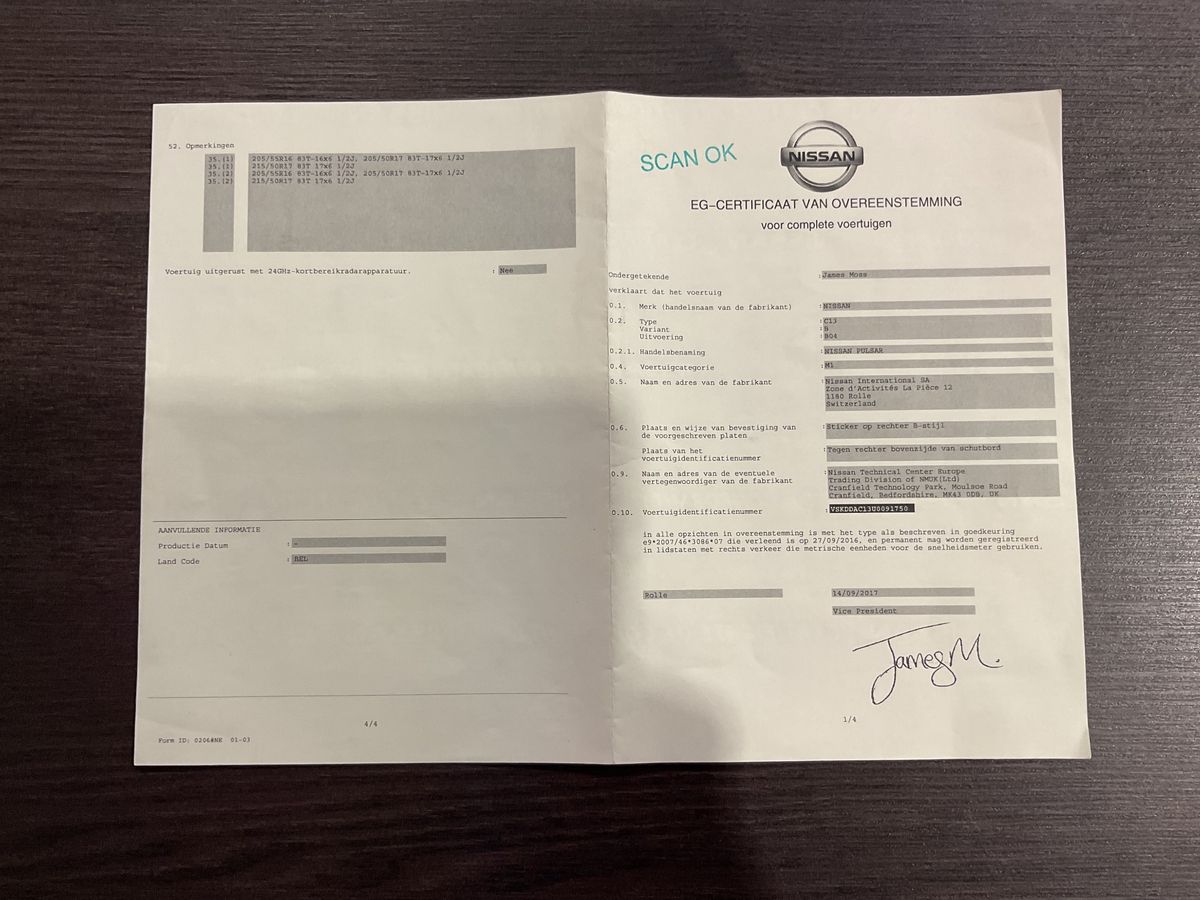 52. Opmerkingen
35.(1) 205/55R16 83T-16x6 1/2J, 205/50R17 83T-17x6 1/2J
35.(1) 215/50R17 83T 17x6 1/2J
35.(2) 205/55R16 83T-16x6 1/2J, 205/50R17 83T-17x6 1/2J
35.(2) 215/50R17 83T 17x6 1/2J
Voertuig uitgerust met 24GHz-kortbereikradarapparatuur. : Nee
AANVULLENDE INFORMATIE
Productie Datum : -
Land Code : BEL
4/4
Form ID: 0206#NE 01-03
SCAN OK
NISSAN
EG-CERTIFICAAT VAN OVEREENSTEMMING
voor complete voertuigen
Ondergetekende : James Moss
verklaart dat het voertuig
0.1. Merk (handelsnaam van de fabrikant) : NISSAN
0.2. Type : C13
Variant : B
Uitvoering : B04
0.2.1. Handelsbenaming : NISSAN PULSAR
0.4. Voertuigcategorie : M1
0.5. Naam en adres van de fabrikant : Nissan International SA
Zone d'Activités La Pièce 12
1180 Rolle
Switzerland
0.6. Plaats en wijze van bevestiging van : Sticker op rechter B-stijl
de voorgeschreven platen
Plaats van het : Tegen rechter bovenzijde van schutbord
voertuigidentificatienummer
0.9. Naam en adres van de eventuele : Nissan Technical Center Europe
vertegenwoordiger van de fabrikant Trading Division of NMUK(Ltd)
Cranfield Technology Park, Moulsoe Road
Cranfield, Bedfordshire, MK43 0DB, UK
0.10. Voertuigidentificatienummer : VSKDDAC13U0091750
in alle opzichten in overeenstemming is met het type als beschreven in goedkeuring
e9*2007/46*3086*07 die verleend is op 27/09/2016, en permanent mag worden geregistreerd
in lidstaten met rechts verkeer die metrische eenheden voor de snelheidsmeter gebruiken.
Rolle 14/09/2017
Vice President
James M.
1/4